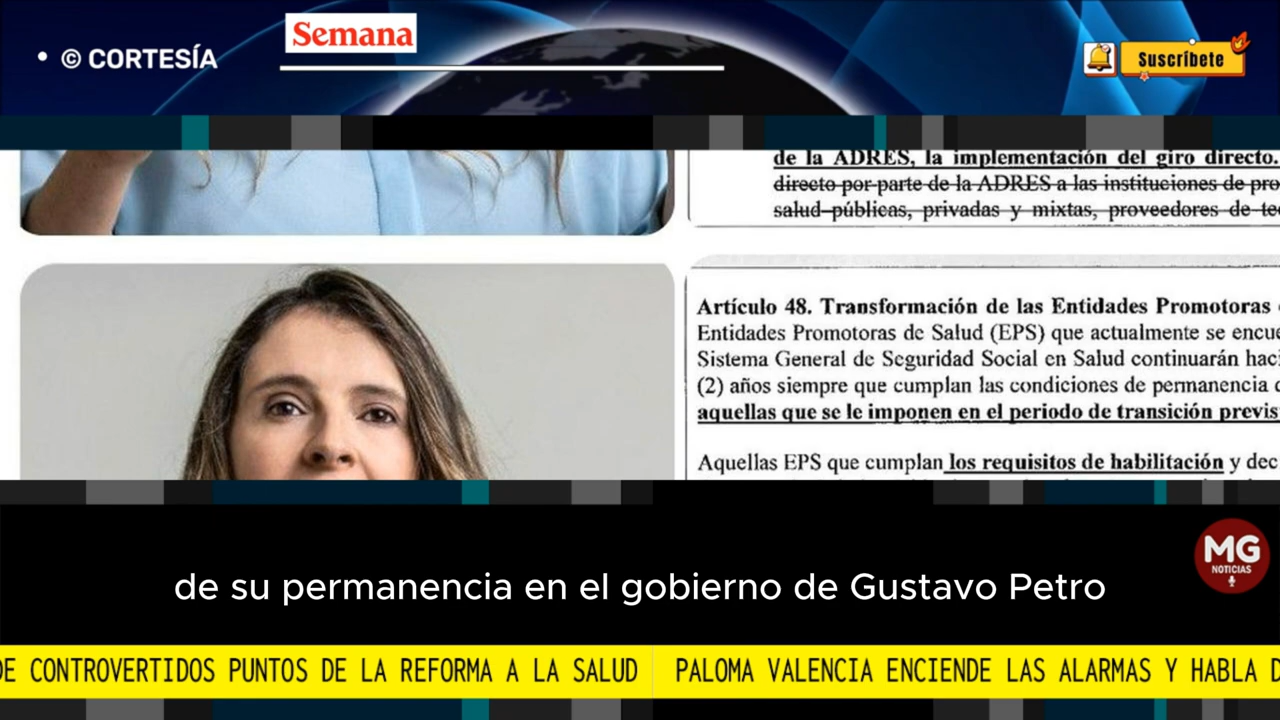 • © CORTESÍA
Semana
Suscríbete
de la ADRES, la implementación del giro directo.
directo por parte de la ADRES a las instituciones de pro
salud públicas, privadas y mixtas, proveedores de te
Artículo 48. Transformación de las Entidades Promotoras
Entidades Promotoras de Salud (EPS) que actualmente se encue
Sistema General de Seguridad Social en Salud continuarán haci
(2) años siempre que cumplan las condiciones de permanencia
aquellas que se le imponen en el periodo de transición previs
Aquellas EPS que cumplan los requisitos de habilitación y dec
MG
NOTICIAS
de su permanencia en el gobierno de Gustavo Petro
DE CONTROVERTIDOS PUNTOS DE LA REFORMA A LA SALUD PALOMA VALENCIA ENCIENDE LAS ALARMAS Y HABLA D